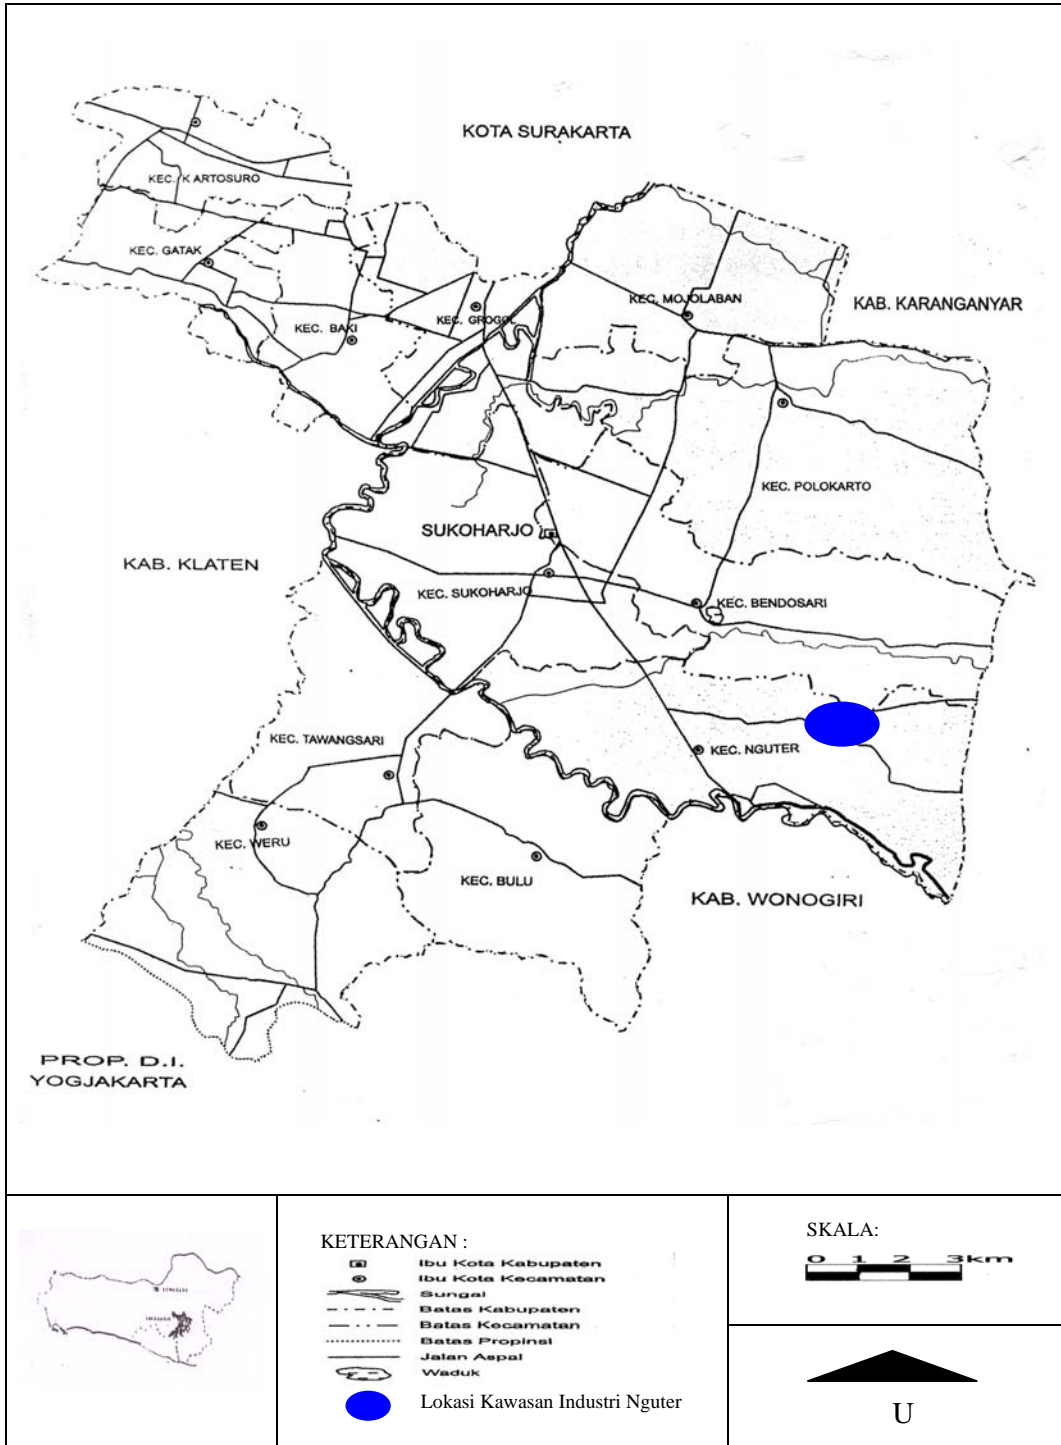 KOTA SURAKARTA
KEC. KARTOSURO
KEC. GATAK
KEC. MOJOLABAN
KAB. KARANGANYAR
KEC. BAKI
KEC. GROGOL
KEC. POLOKARTO
SUKOHARJO
KAB. KLATEN
KEC. SUKOHARJO
KEC. BENDOSARI
KEC. TAWANGSARI
KEC. NGUTER
KEC. WERU
KEC. BULU
KAB. WONOGIRI
PROP. D.I.
YOGJAKARTA
KETERANGAN :
Ibu Kota Kabupaten
Ibu Kota Kecamatan
Sungai
Batas Kabupaten
Batas Kecamatan
Batas Propinsi
Jalan Aspal
Waduk
Lokasi Kawasan Industri Nguter
SKALA:
0 1 2 3km
U